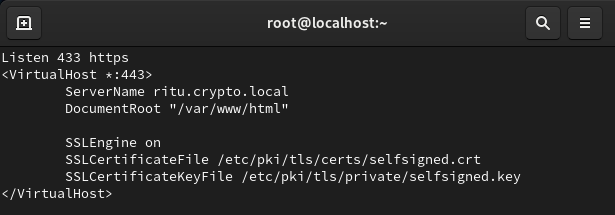 root@localhost:~
Listen 433 https
<VirtualHost *:443>
        ServerName ritu.crypto.local
        DocumentRoot "/var/www/html"

        SSLEngine on
        SSLCertificateFile /etc/pki/tls/certs/selfsigned.crt
        SSLCertificateKeyFile /etc/pki/tls/private/selfsigned.key
</VirtualHost>